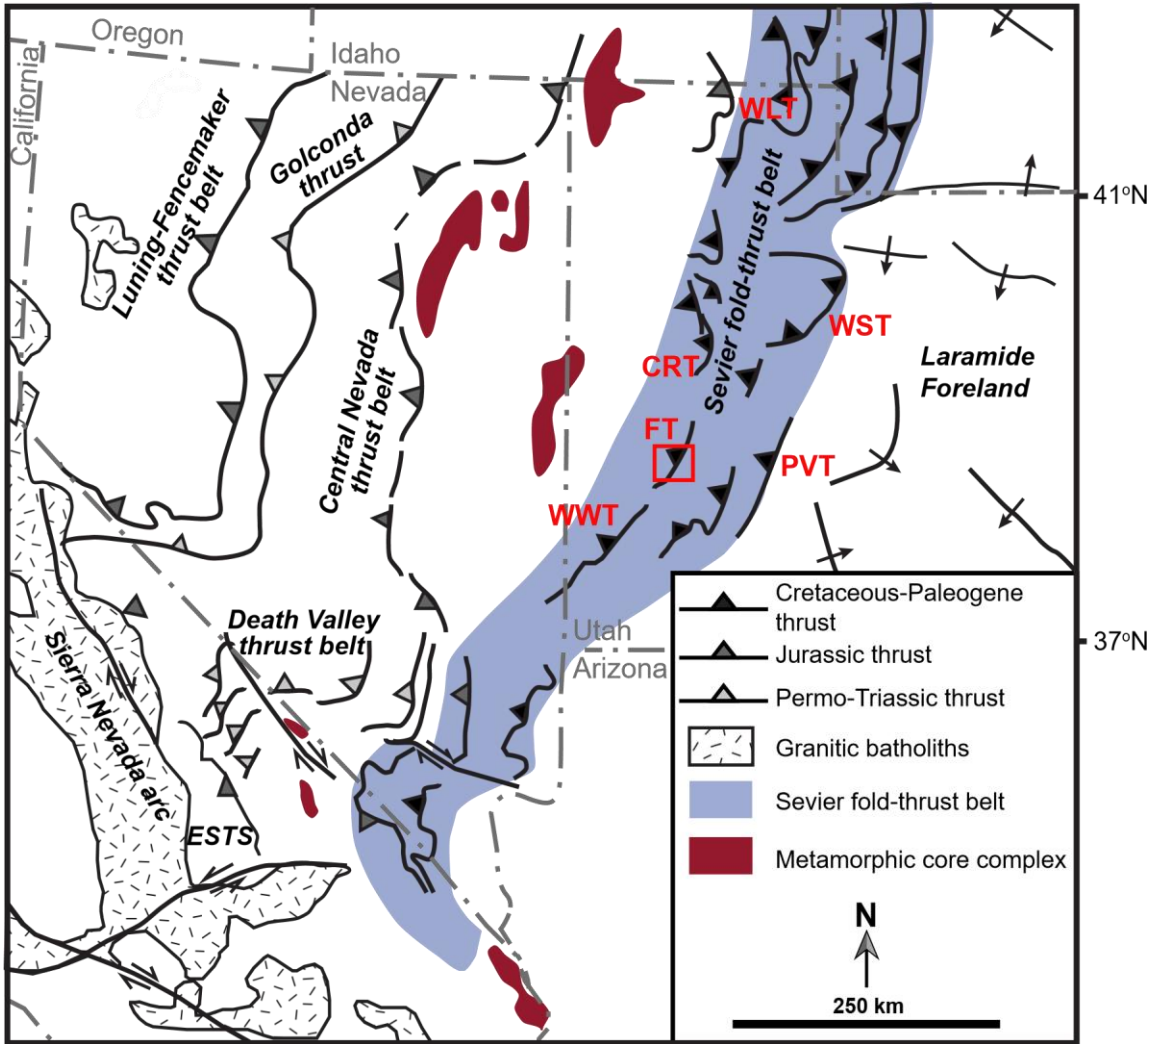 Oregon
Idaho
Nevada
California
Luning-Fencemaker
thrust belt
Golconda
thrust
WLT
41°N
Sevier fold-thrust belt
WST
CRT
Laramide
Foreland
Central Nevada
thrust belt
FT
PVT
WWT
Utah
Arizona
37°N
Death Valley
thrust belt
Sierra Nevada arc
ESTS
Cretaceous-Paleogene
thrust
Jurassic thrust
Permo-Triassic thrust
Granitic batholiths
Sevier fold-thrust belt
Metamorphic core complex
N
250 km